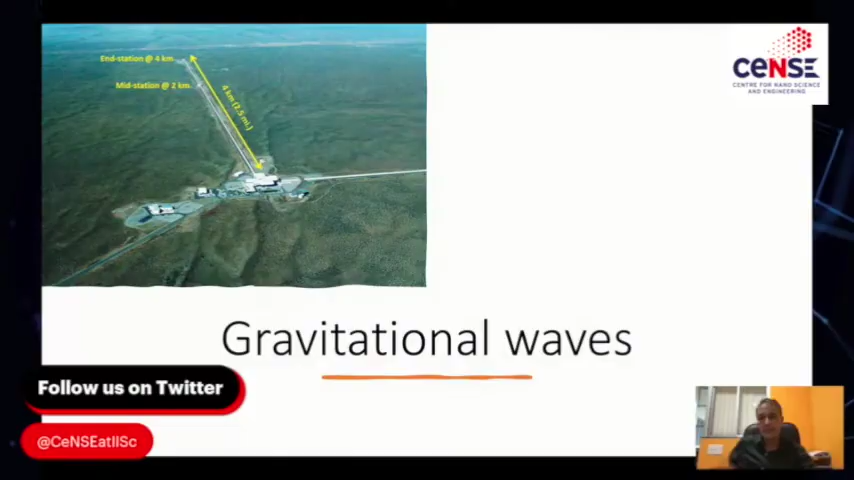 End-station @ 4 km
Mid-station @ 2 km
4 km (2.5 mi.)
CeNSE
CENTRE FOR NANO SCIENCE
AND ENGINEERING
Gravitational waves
Follow us on Twitter
@CeNSEatIISc